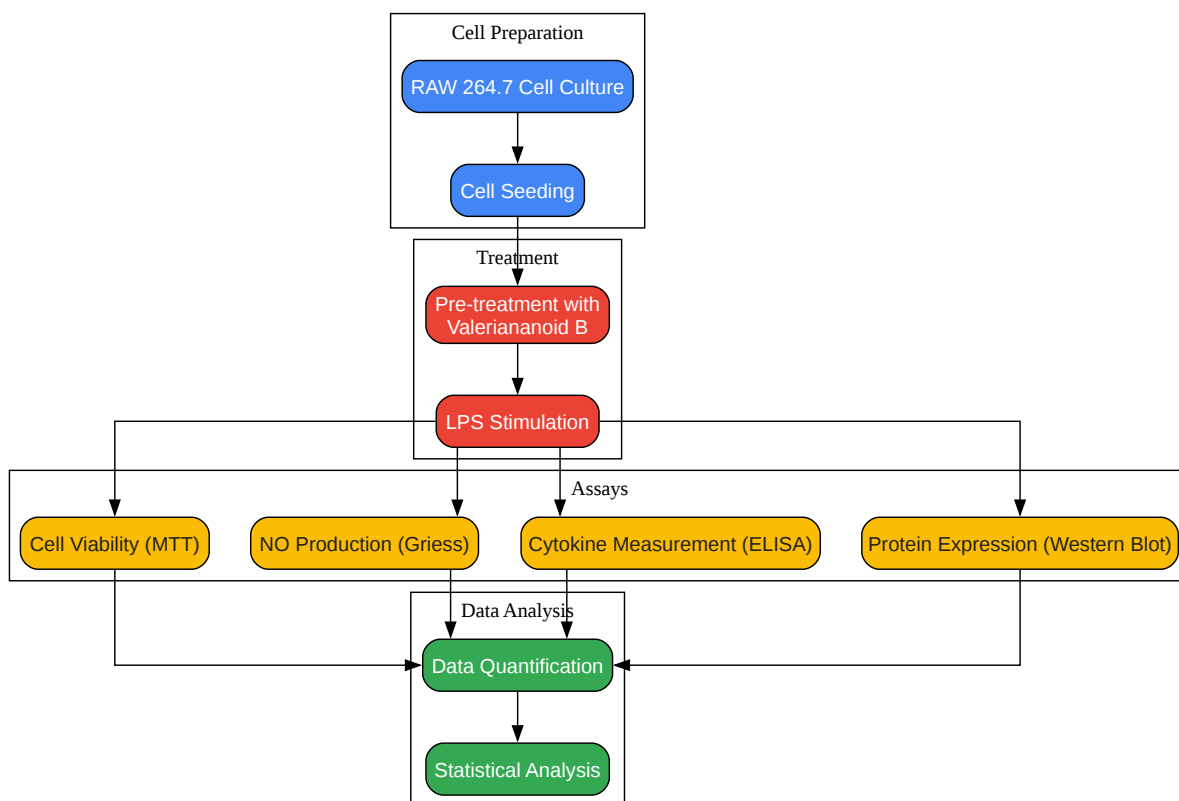 Cell Preparation
RAW 264.7 Cell Culture
Cell Seeding
Treatment
Pre-treatment with
Valeriananoid B
LPS Stimulation
Assays
Cell Viability (MTT)
NO Production (Griess)
Cytokine Measurement (ELISA)
Protein Expression (Western Blot)
Data Analysis
Data Quantification
Statistical Analysis